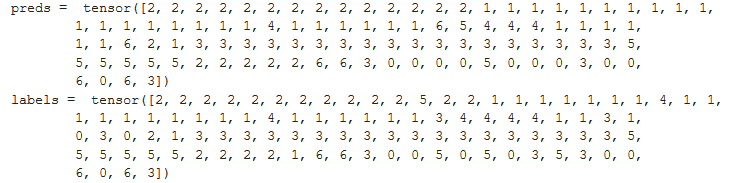 preds =  tensor([2, 2, 2, 2, 2, 2, 2, 2, 2, 2, 2, 2, 2, 2, 1, 1, 1, 1, 1, 1, 1, 1, 1, 1,
1, 1, 1, 1, 1, 1, 1, 1, 4, 1, 1, 1, 1, 1, 1, 6, 5, 4, 4, 4, 1, 1, 1, 1,
1, 1, 6, 2, 1, 3, 3, 3, 3, 3, 3, 3, 3, 3, 3, 3, 3, 3, 3, 3, 3, 3, 3, 5,
5, 5, 5, 5, 5, 2, 2, 2, 2, 2, 6, 6, 3, 0, 0, 0, 0, 5, 0, 0, 0, 3, 0, 0,
6, 0, 6, 3])
labels =  tensor([2, 2, 2, 2, 2, 2, 2, 2, 2, 2, 2, 5, 2, 2, 1, 1, 1, 1, 1, 1, 1, 4, 1, 1,
1, 1, 1, 1, 1, 1, 1, 1, 4, 1, 1, 1, 1, 1, 1, 3, 4, 4, 4, 4, 1, 1, 3, 1,
0, 3, 0, 2, 1, 3, 3, 3, 3, 3, 3, 3, 3, 3, 3, 3, 3, 3, 3, 3, 3, 3, 3, 5,
5, 5, 5, 5, 5, 2, 2, 2, 2, 1, 6, 6, 3, 0, 0, 5, 0, 5, 0, 3, 5, 3, 0, 0,
6, 0, 6, 3])